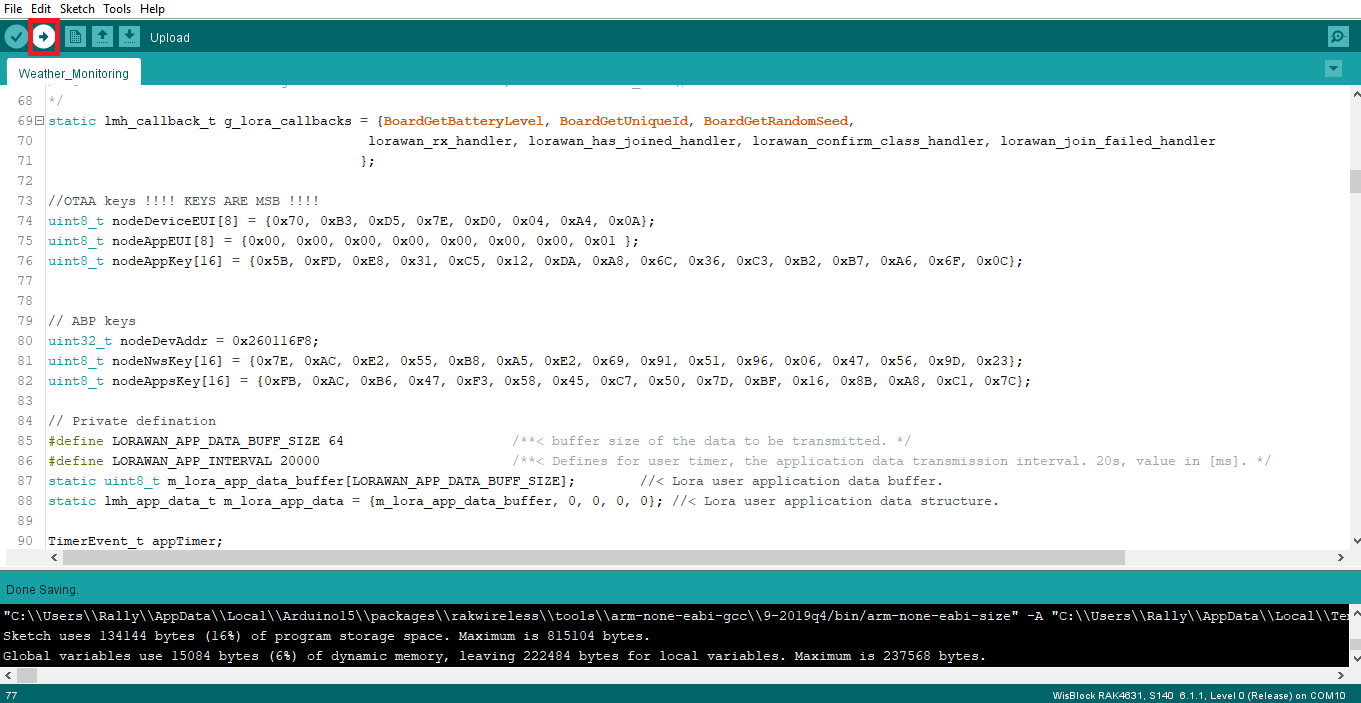 File Edit Sketch Tools Help
Upload
Weather_Monitoring
68 */
69 static lmh_callback_t g_lora_callbacks = {BoardGetBatteryLevel, BoardGetUniqueId, BoardGetRandomSeed,
70 lorawan_rx_handler, lorawan_has_joined_handler, lorawan_confirm_class_handler, lorawan_join_failed_handler
71 };
72
73 //OTAA keys !!!! KEYS ARE MSB !!!!
74 uint8_t nodeDeviceEUI[8] = {0x70, 0xB3, 0xD5, 0x7E, 0xD0, 0x04, 0xA4, 0x0A};
75 uint8_t nodeAppEUI[8] = {0x00, 0x00, 0x00, 0x00, 0x00, 0x00, 0x00, 0x01 };
76 uint8_t nodeAppKey[16] = {0x5B, 0xFD, 0xE8, 0x31, 0xC5, 0x12, 0xDA, 0xA8, 0x6C, 0x36, 0xC3, 0xB2, 0xB7, 0xA6, 0x6F, 0x0C};
77
78
79 // ABP keys
80 uint32_t nodeDevAddr = 0x260116F8;
81 uint8_t nodeNwsKey[16] = {0x7E, 0xAC, 0xE2, 0x55, 0xB8, 0xA5, 0xE2, 0x69, 0x91, 0x51, 0x96, 0x06, 0x47, 0x56, 0x9D, 0x23};
82 uint8_t nodeAppsKey[16] = {0xFB, 0xAC, 0xB6, 0x47, 0xF3, 0x58, 0x45, 0xC7, 0x50, 0x7D, 0xBF, 0x16, 0x8B, 0xA8, 0xC1, 0x7C};
83
84 // Private defination
85 #define LORAWAN_APP_DATA_BUFF_SIZE 64 /**< buffer size of the data to be transmitted. */
86 #define LORAWAN_APP_INTERVAL 20000 /**< Defines for user timer, the application data transmission interval. 20s, value in [ms]. */
87 static uint8_t m_lora_app_data_buffer[LORAWAN_APP_DATA_BUFF_SIZE]; //< Lora user application data buffer.
88 static lmh_app_data_t m_lora_app_data = {m_lora_app_data_buffer, 0, 0, 0, 0}; //< Lora user application data structure.
89
90 TimerEvent_t appTimer;
Done Saving.
"C:\\Users\\Rally\\AppData\\Local\\Arduino15\\packages\\rakwireless\\tools\\arm-none-eabi-gcc\\9-2019q4/bin/arm-none-eabi-size" -A "C:\\Users\\Rally\\AppData\\Local\\Te
Sketch uses 134144 bytes (16%) of program storage space. Maximum is 815104 bytes.
Global variables use 15084 bytes (6%) of dynamic memory, leaving 222484 bytes for local variables. Maximum is 237568 bytes.
77 WisBlock RAK4631, S140 6.1.1, Level 0 (Release) on COM10